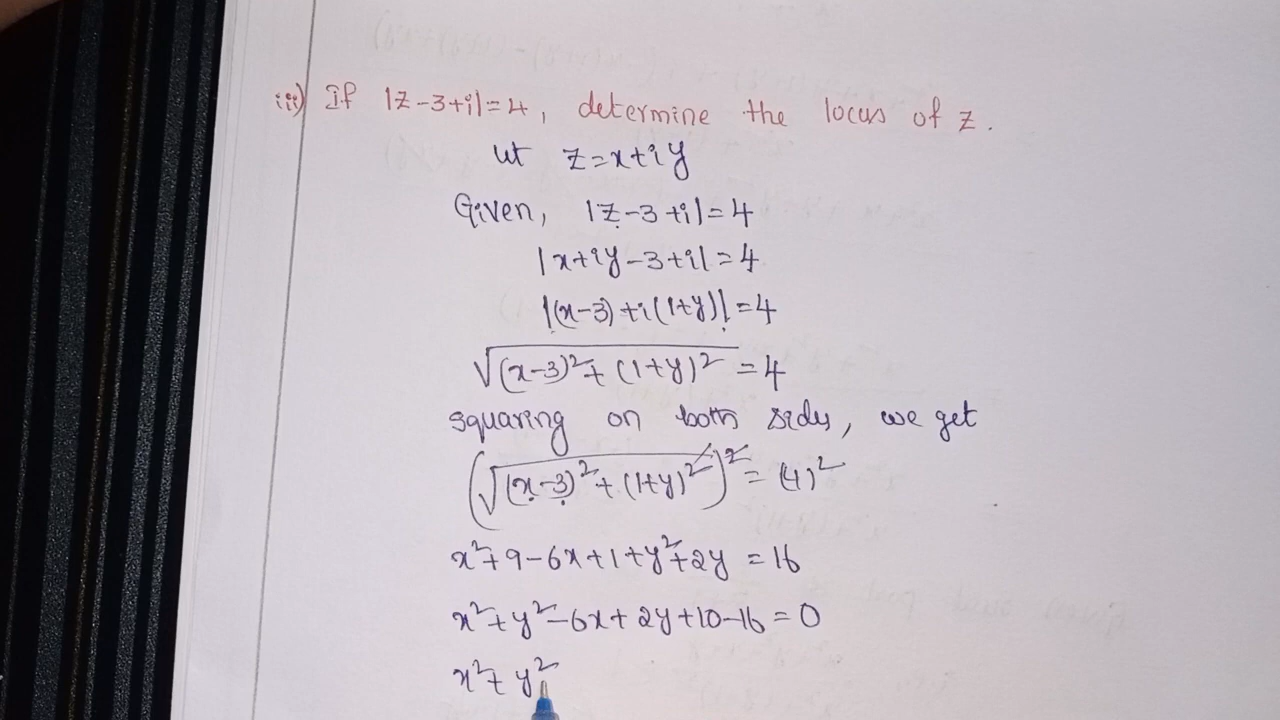 iii) If |z-3+i|=4, determine the locus of z.
let z=x+iy
Given, |z-3+i|=4
|x+iy-3+i|=4
|(x-3)+i(1+y)|=4
√((x-3)²+(1+y)²)=4
squaring on both sides, we get
(√((x-3)²+(1+y)²))²=(4)²
x²+9-6x+1+y²+2y=16
x²+y²-6x+2y+10-16=0
x²+y²